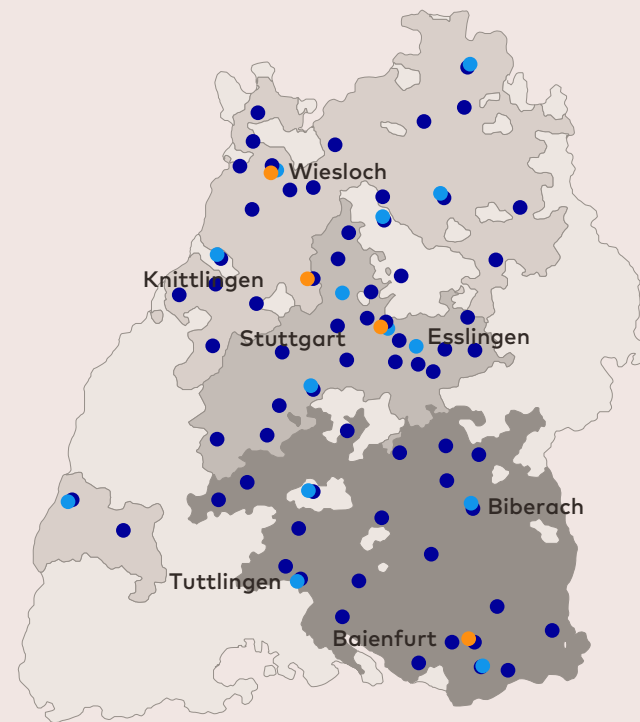 Wiesloch
Knittlingen
Stuttgart
Esslingen
Biberach
Tuttlingen
Baienfurt